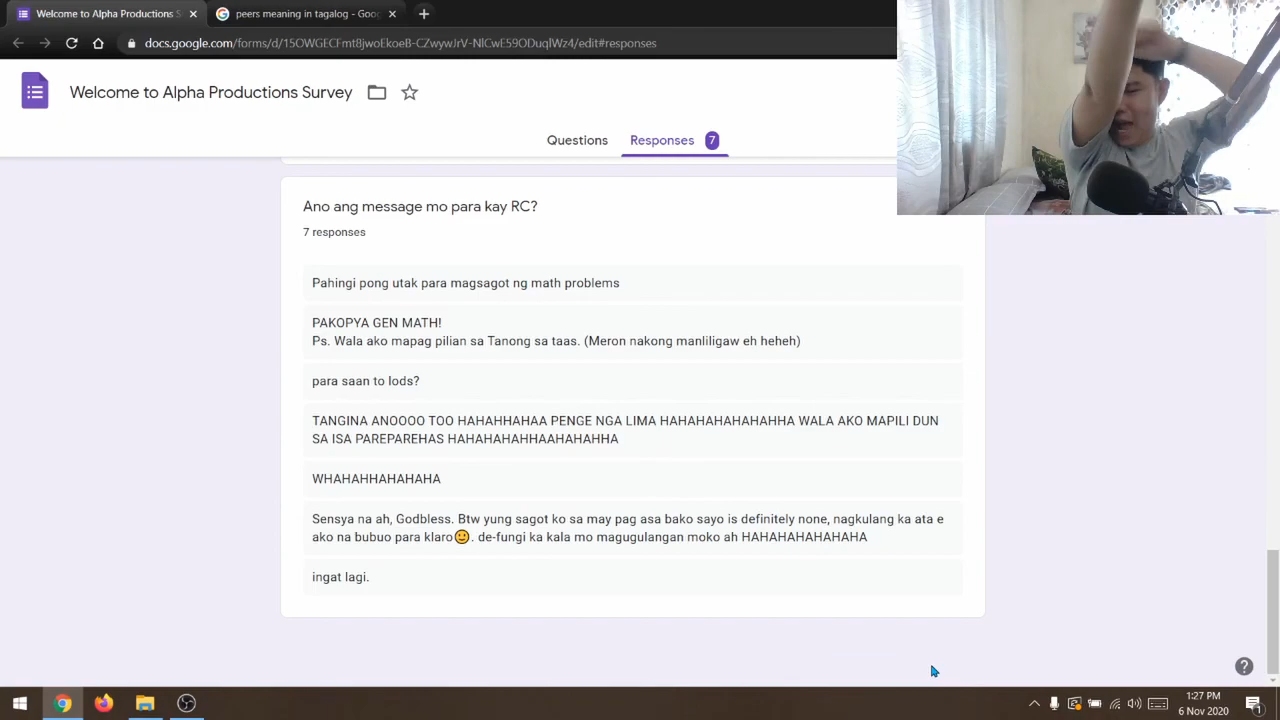 Welcome to Alpha Productions S
peers meaning in tagalog - Goo
docs.google.com/forms/d/15OWGECFmt8jwoEkoeB-CZwywJrV-NlCwE59ODuqlWz4/edit#responses
Welcome to Alpha Productions Survey
Questions
Responses 7
Ano ang message mo para kay RC?
7 responses
Pahingi pong utak para magsagot ng math problems
PAKOPYA GEN MATH!
Ps. Wala ako mapag pilian sa Tanong sa taas. (Meron nakong manliligaw eh heheh)
para saan to lods?
TANGINA ANOOOO TOO HAHAHHAHAA PENGE NGA LIMA HAHAHAHAHAHAHHA WALA AKO MAPILI DUN
SA ISA PAREPAREHAS HAHAHAHAHHAAHAHAHHA
WHAHAHHAHAHAHA
Sensya na ah, Godbless. Btw yung sagot ko sa may pag asa bako sayo is definitely none, nagkulang ka ata e
ako na bubuo para klaro🙂. de-fungi ka kala mo magugulangan moko ah HAHAHAHAHAHAHA
ingat lagi.
1:27 PM
6 Nov 2020
1